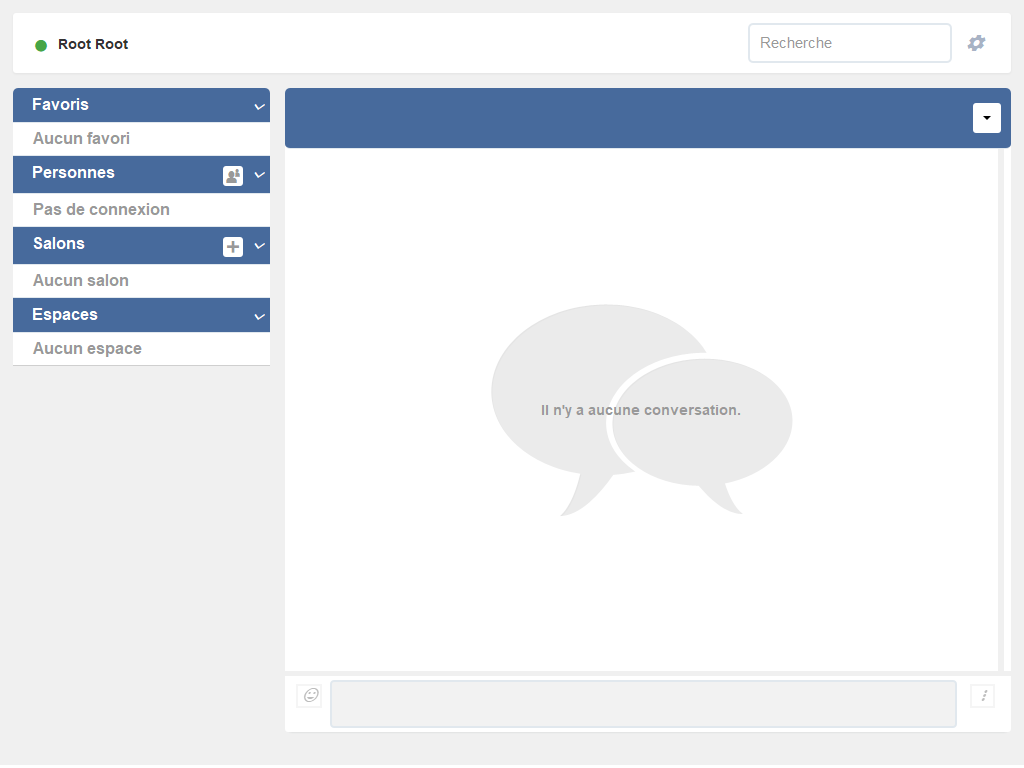 Root Root
Recherche
Favoris
Aucun favori
Personnes
Pas de connexion
Salons
Aucun salon
Espaces
Aucun espace
Il n'y a aucune conversation.